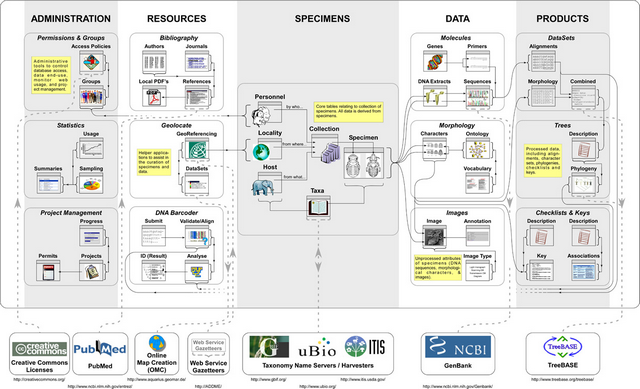 ADMINISTRATION
RESOURCES
SPECIMENS
DATA
PRODUCTS
Permissions & Groups
Access Policies
Administrative
tools to control
database access,
data end-use,
monitor web
usage, and proj-
ect management.
Groups
Statistics
Usage
Summaries
Sampling
Project Management
Progress
Permits
Projects
Bibliography
Authors
Journals
Local PDF's
References
Geolocate
GeoReferencing
Helper applica-
tions to assist in
the curation of
specimens and
data.
DataSets
DNA Barcoder
Submit
Validate/Align
ID (Result)
Analyse
Personnel
by who...
Core tables relating to collection of
specimens. All data is derived from
specimens.
Locality
from where...
Collection
Specimen
Host
from what...
Taxa
Molecules
Genes
Primers
DNA Extracts
Sequences
Morphology
Characters
Ontology
Vocabulary
Images
Image
Annotation
Image Type
Unprocessed attributes
of specimens (DNA
sequences, morphologi-
cal characters, &
images).
DataSets
Alignments
Morphology
Combined
Trees
Description
Processed data,
including align-
ments, character
sets, phylogenies,
checklists and
keys.
Phylogeny
Checklists & Keys
Description
Description
Key
Associations
creative
commons
Creative Commons
Licenses
http://creativecommons.org/
PubMed
PubMed
http://www.ncbi.nlm.nih.gov/entrez/
Online
Map Creation
(OMC)
http://www.aquarius.geomar.de/
Web Service
Gazetteers
Web Service
Gazetteers
uBio
ITIS
Taxonomy Name Servers / Harvesters
http://www.gbif.org/
http://www.ubio.org/
http://www.itis.usda.gov/
NCBI
GenBank
http://www.ncbi.nlm.nih.gov/Genbank/
TreeBASE
TreeBASE
http://www.treebase.org/treebase/